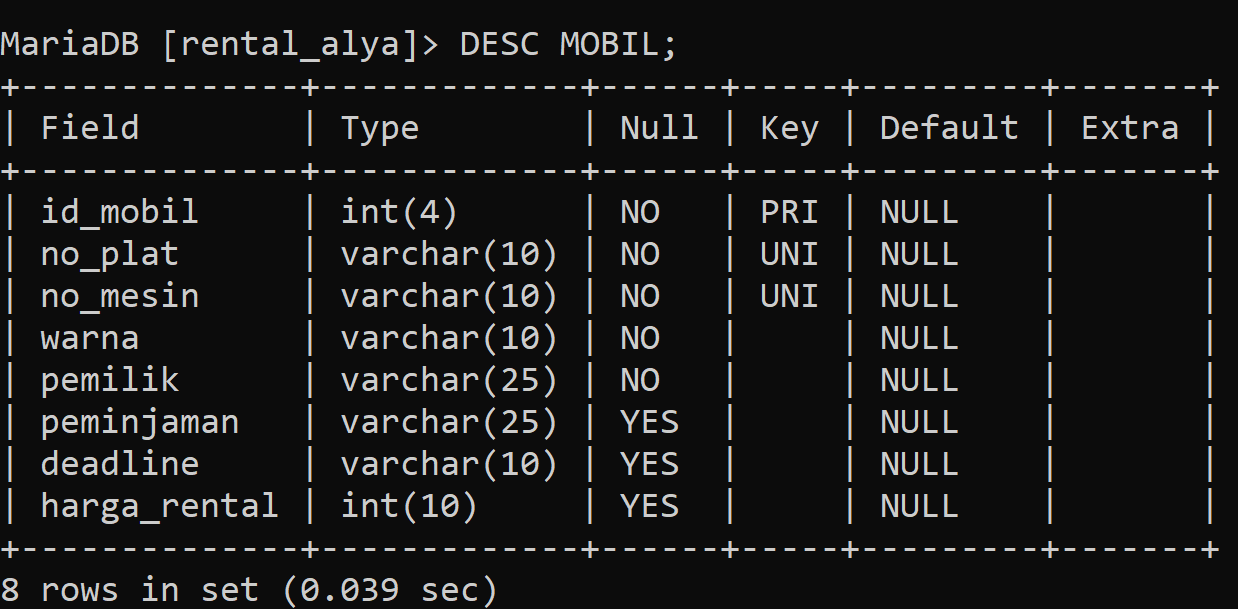 MariaDB [rental_alya]> DESC MOBIL;
+--------------+-------------+------+-----+---------+-------+
| Field        | Type        | Null | Key | Default | Extra |
+--------------+-------------+------+-----+---------+-------+
| id_mobil     | int(4)      | NO   | PRI | NULL    |       |
| no_plat      | varchar(10) | NO   | UNI | NULL    |       |
| no_mesin     | varchar(10) | NO   | UNI | NULL    |       |
| warna        | varchar(10) | NO   |     | NULL    |       |
| pemilik      | varchar(25) | NO   |     | NULL    |       |
| peminjaman   | varchar(25) | YES  |     | NULL    |       |
| deadline     | varchar(10) | YES  |     | NULL    |       |
| harga_rental | int(10)     | YES  |     | NULL    |       |
+--------------+-------------+------+-----+---------+-------+
8 rows in set (0.039 sec)